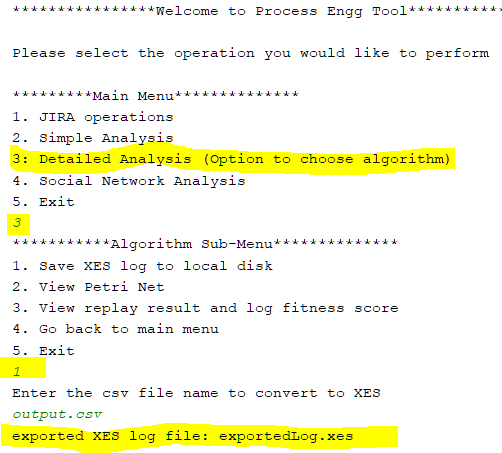 ****************Welcome to Process Engg Tool***********
Please select the operation you would like to perform
*********Main Menu**************
1. JIRA operations
2. Simple Analysis
3: Detailed Analysis (Option to choose algorithm)
4. Social Network Analysis
5. Exit
3
***********Algorithm Sub-Menu**************
1. Save XES log to local disk
2. View Petri Net
3. View replay result and log fitness score
4. Go back to main menu
5. Exit
1
Enter the csv file name to convert to XES
output.csv
exported XES log file: exportedLog.xes